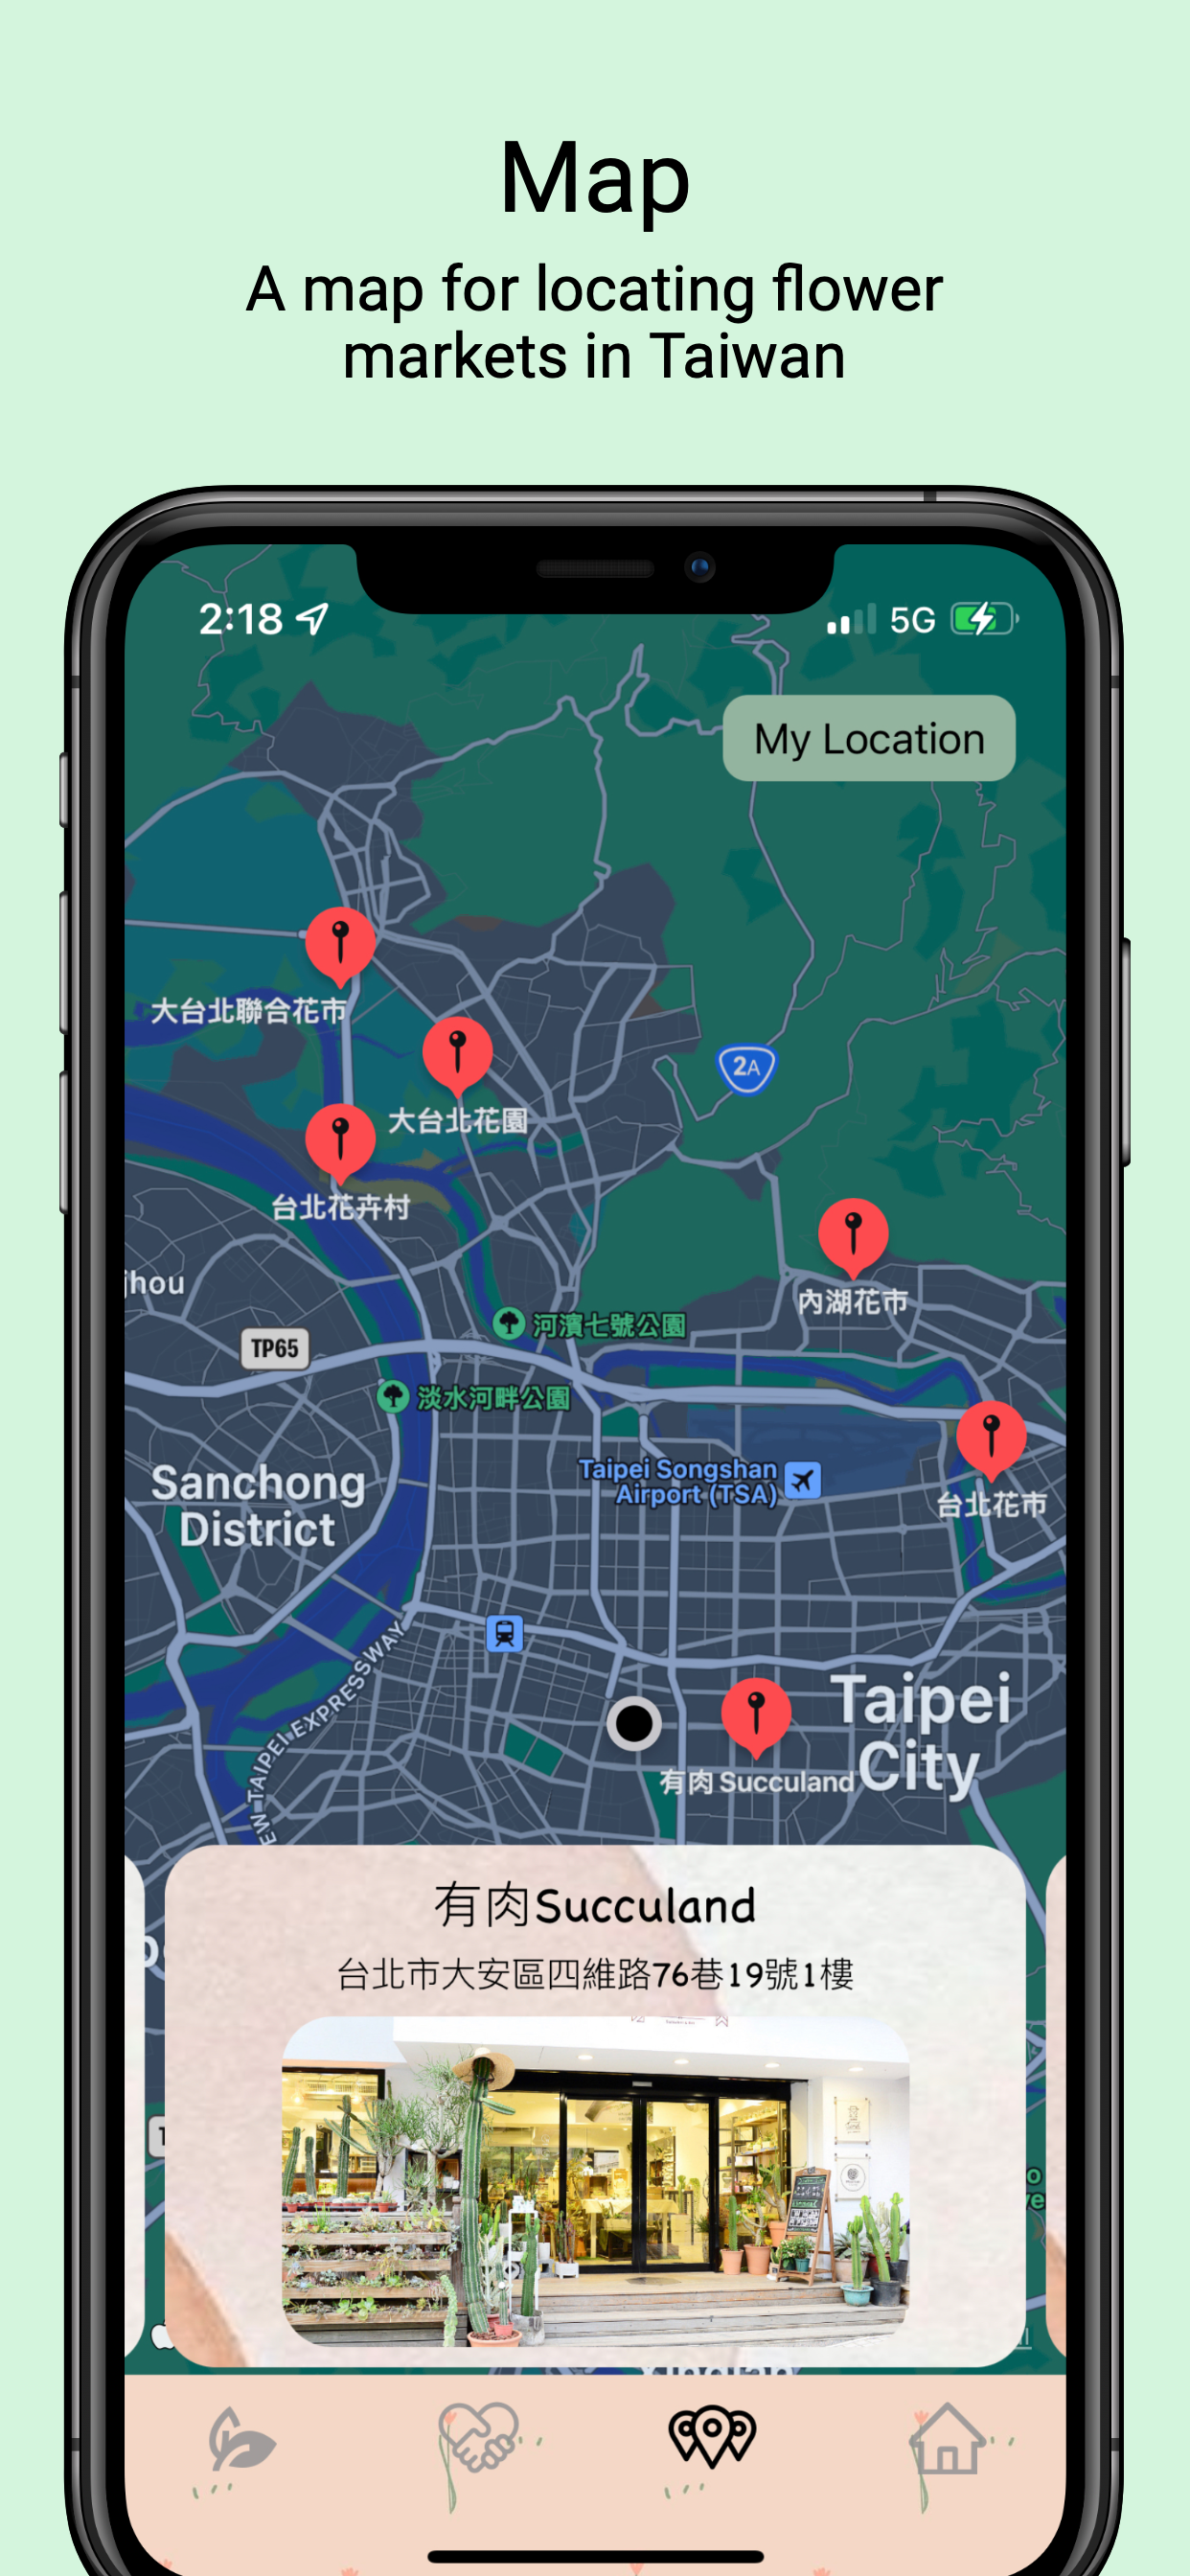 Map
A map for locating flower
markets in Taiwan
2:18
5G
My Location
大台北聯合花市
大台北花園
2A
台北花卉村
內湖花市
jhou
河濱七號公園
TP65
淡水河畔公園
Sanchong
District
Taipei Songshan
Airport (TSA)
台北花市
EW TAIPEI EXPRESSWAY
Taipei
City
有肉 Succuland
有肉Succuland
台北市大安區四維路76巷19號1樓